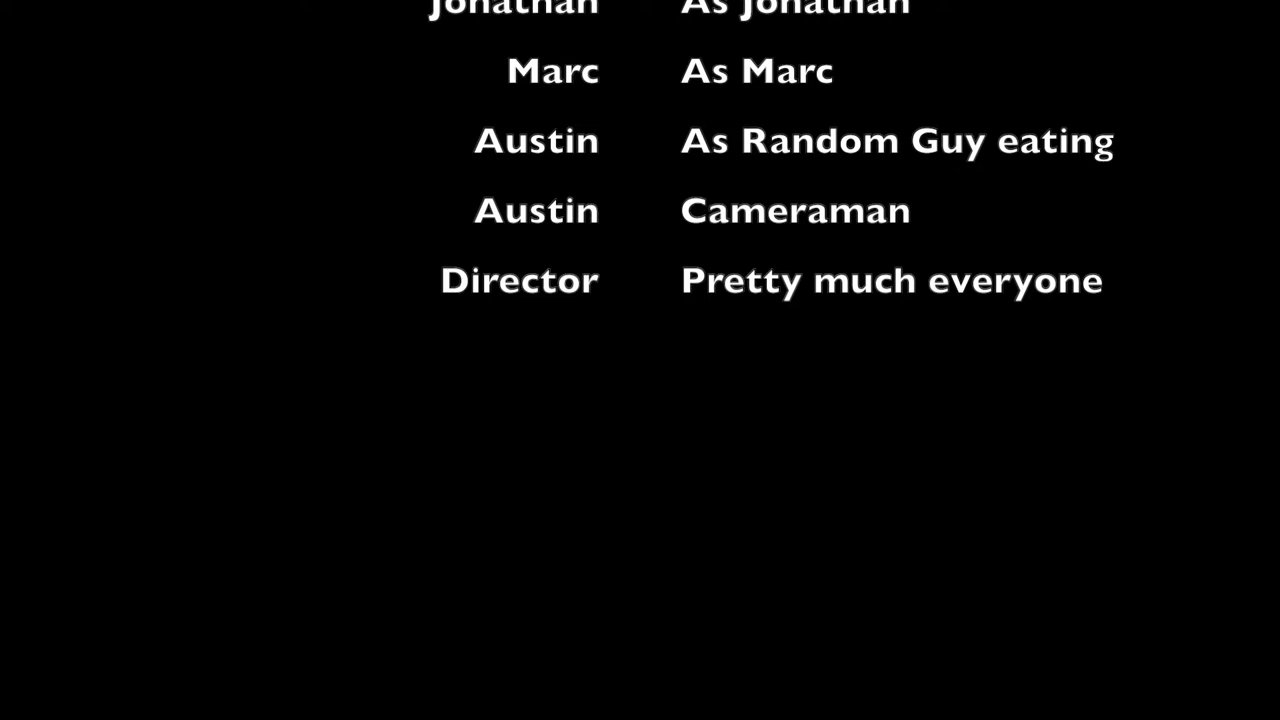 Jonathan As Jonathan
Marc As Marc
Austin As Random Guy eating
Austin Cameraman
Director Pretty much everyone